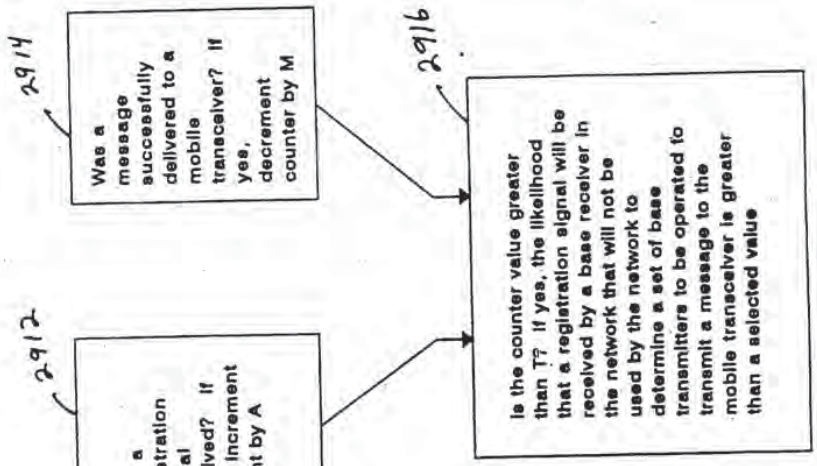 2912
a
tration
al
ived? If
increment
t by A
2914
Was a
message
successfully
delivered to a
mobile
transceiver? If
yes,
decrement
counter by M
2916
Is the counter value greater
than T? If yes, the likelihood
that a registration signal will be
received by a base receiver in
the network that will not be
used by the network to
determine a set of base
transmitters to be operated to
transmit a message to the
mobile transceiver is greater
than a selected value